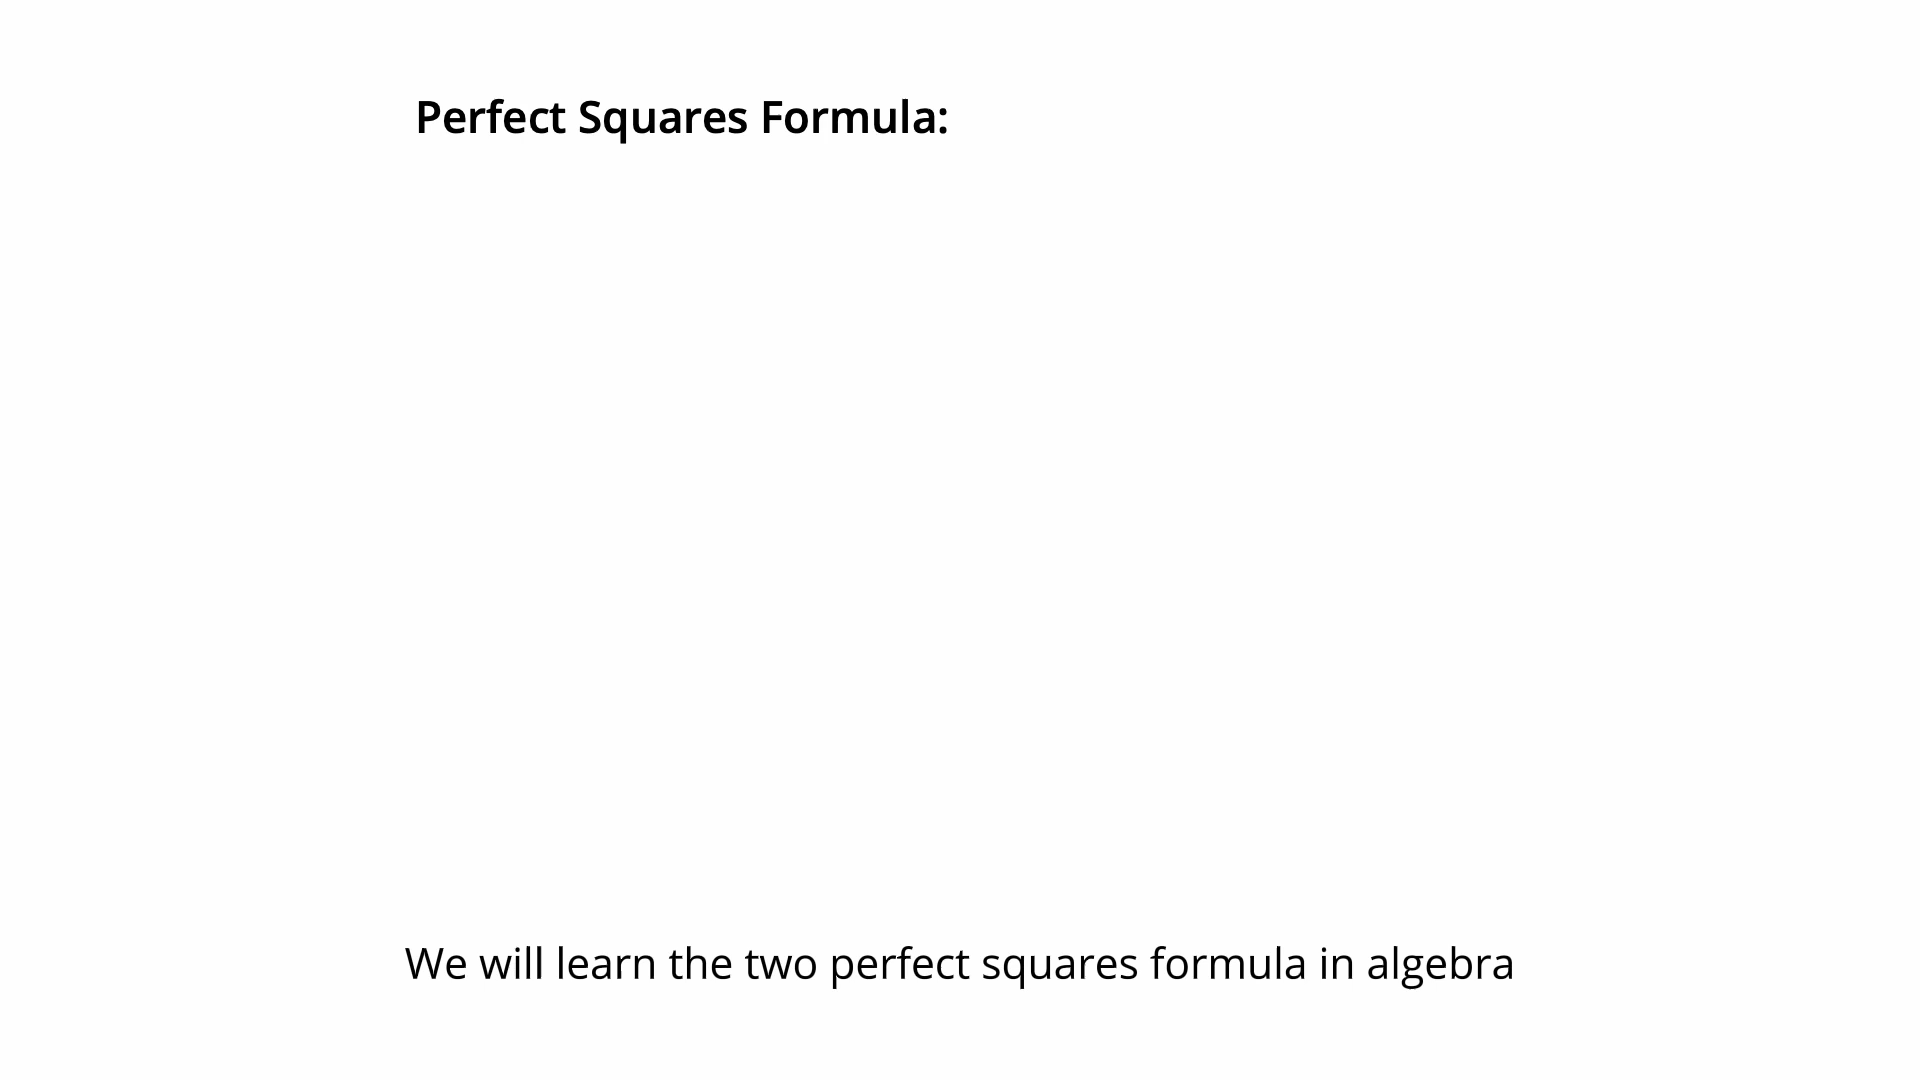 Perfect Squares Formula:
We will learn the two perfect squares formula in algebra